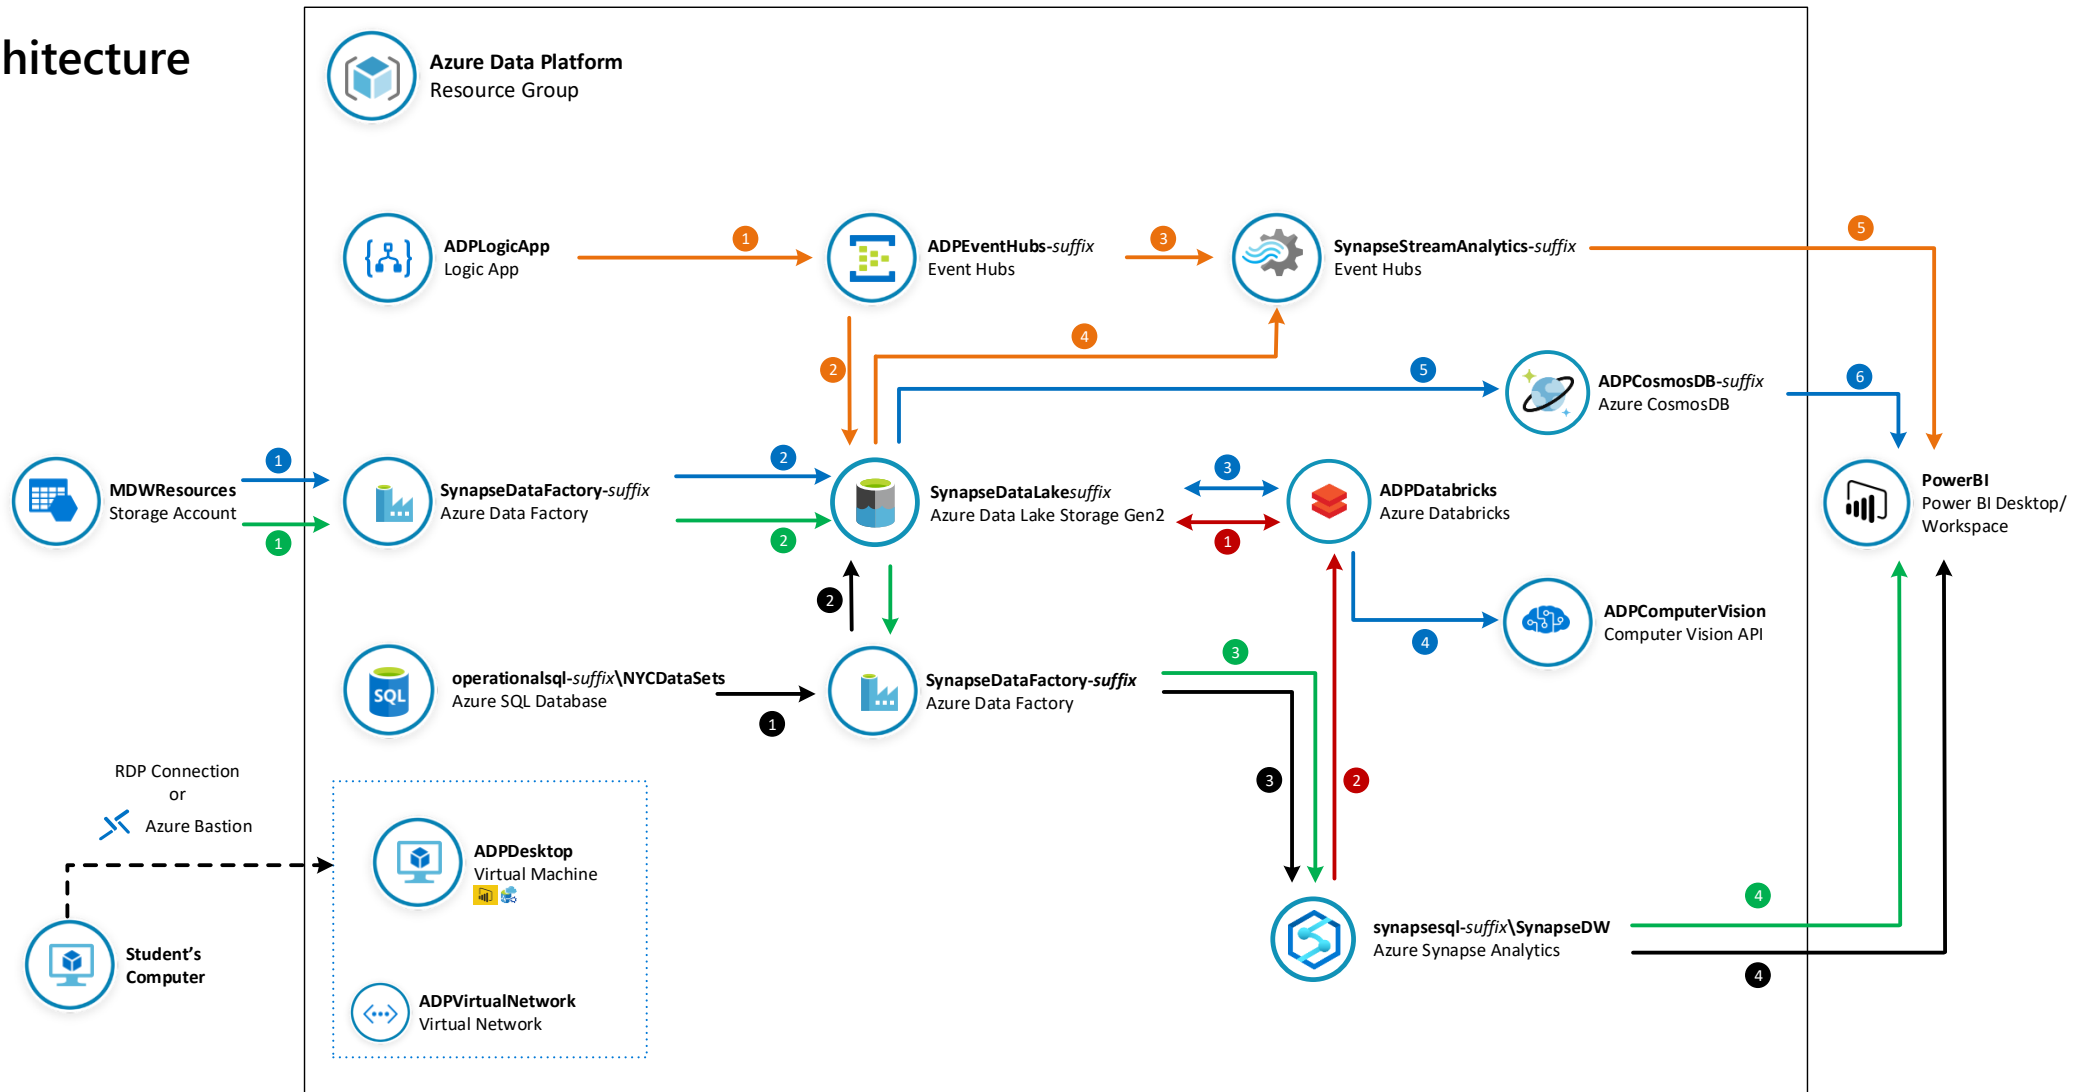 hitecture
Azure Data Platform
Resource Group
ADPLogicApp
Logic App
1
ADPEventHubs-suffix
Event Hubs
3
SynapseStreamAnalytics-suffix
Event Hubs
5
2
4
5
ADPCosmosDB-suffix
Azure CosmosDB
6
MDWResources
Storage Account
1
1
SynapseDataFactory-suffix
Azure Data Factory
2
2
SynapseDataLakesuffix
Azure Data Lake Storage Gen2
3
1
ADPDatabricks
Azure Databricks
PowerBI
Power BI Desktop/
Workspace
2
4
ADPComputerVision
Computer Vision API
SQL
operationalsql-suffix\NYCDataSets
Azure SQL Database
1
SynapseDataFactory-suffix
Azure Data Factory
3
3
2
RDP Connection
or
Azure Bastion
ADPDesktop
Virtual Machine
Student’s
Computer
ADPVirtualNetwork
Virtual Network
synapsesql-suffix\SynapseDW
Azure Synapse Analytics
4
4